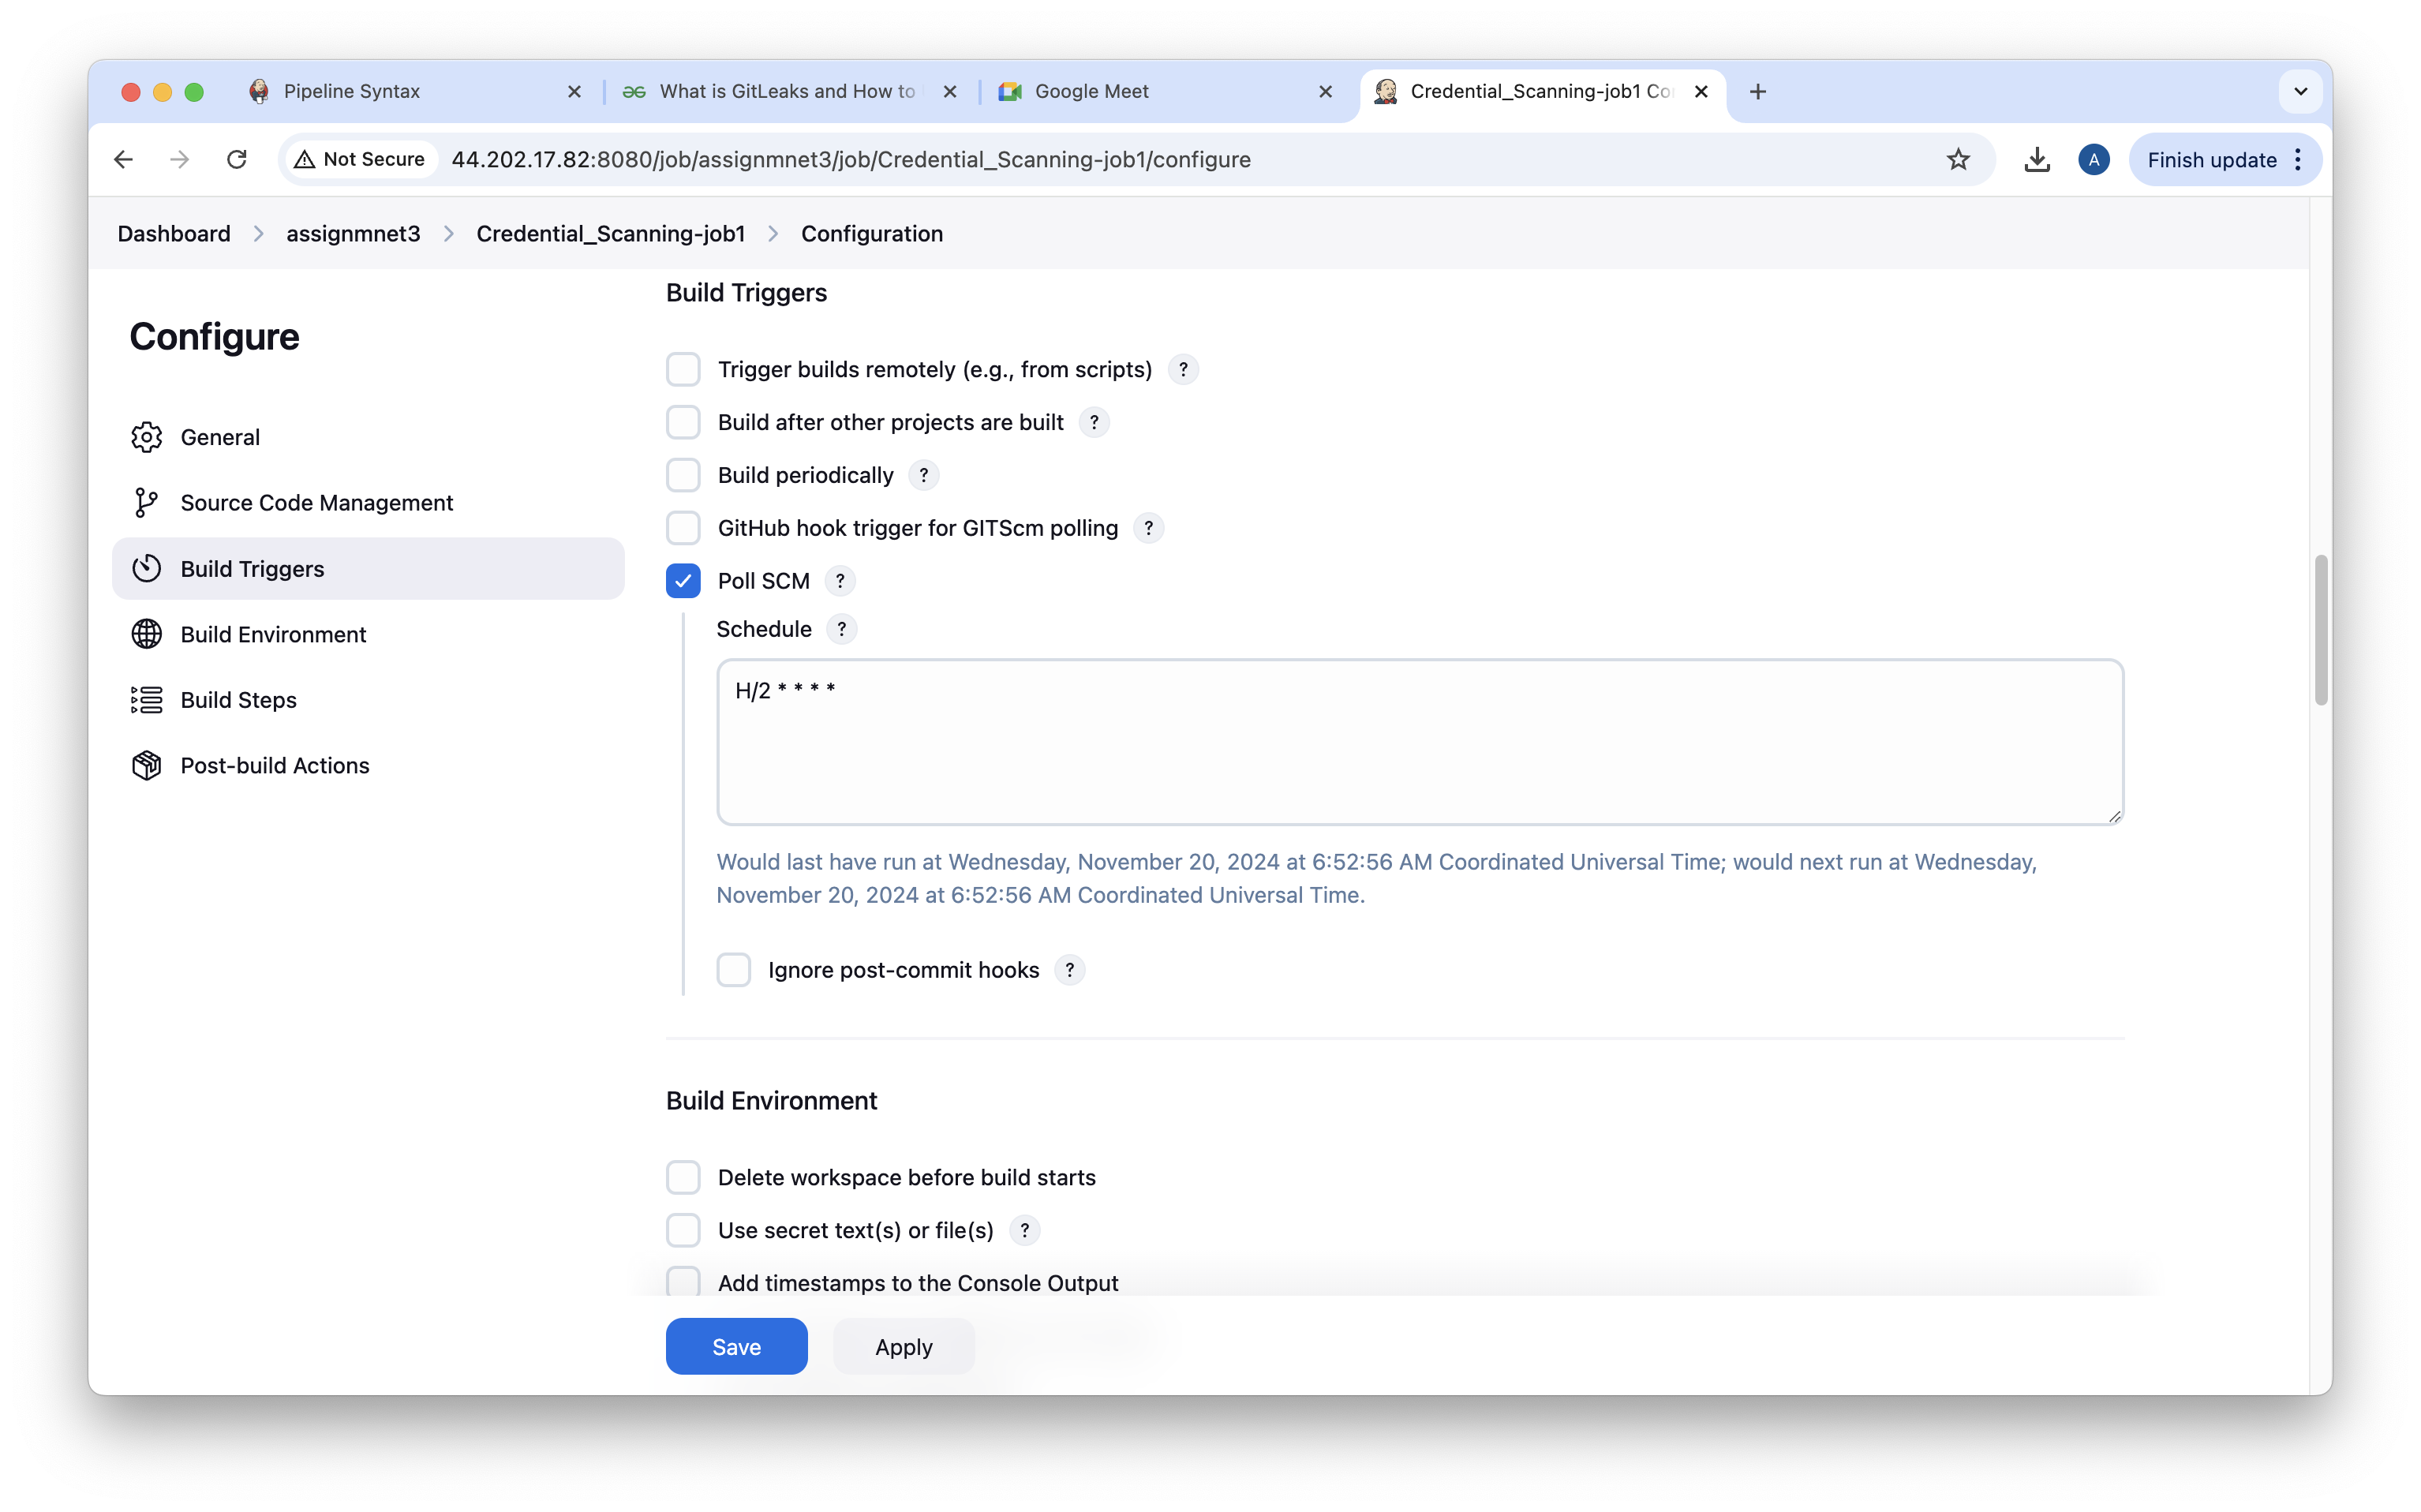 Pipeline Syntax
What is GitLeaks and How to
Google Meet
Credential_Scanning-job1 Co
Not Secure
44.202.17.82:8080/job/assignmnet3/job/Credential_Scanning-job1/configure
A
Finish update
Dashboard > assignmnet3 > Credential_Scanning-job1 > Configuration
Configure
General
Source Code Management
Build Triggers
Build Environment
Build Steps
Post-build Actions
Build Triggers
Trigger builds remotely (e.g., from scripts) ?
Build after other projects are built ?
Build periodically ?
GitHub hook trigger for GITScm polling ?
Poll SCM ?
Schedule ?
H/2 * * * *
Would last have run at Wednesday, November 20, 2024 at 6:52:56 AM Coordinated Universal Time; would next run at Wednesday,
November 20, 2024 at 6:52:56 AM Coordinated Universal Time.
Ignore post-commit hooks ?
Build Environment
Delete workspace before build starts
Use secret text(s) or file(s) ?
Add timestamps to the Console Output
Save
Apply